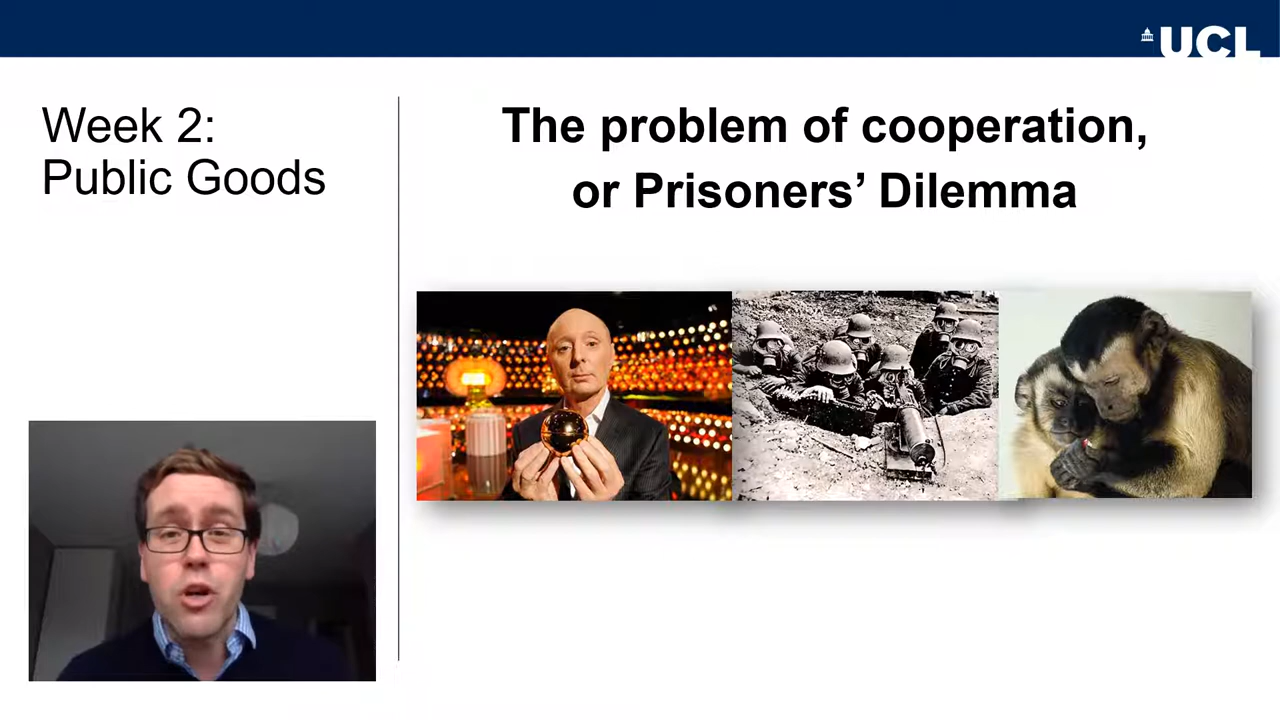 UCL
Week 2:
Public Goods
The problem of cooperation,
or Prisoners’ Dilemma